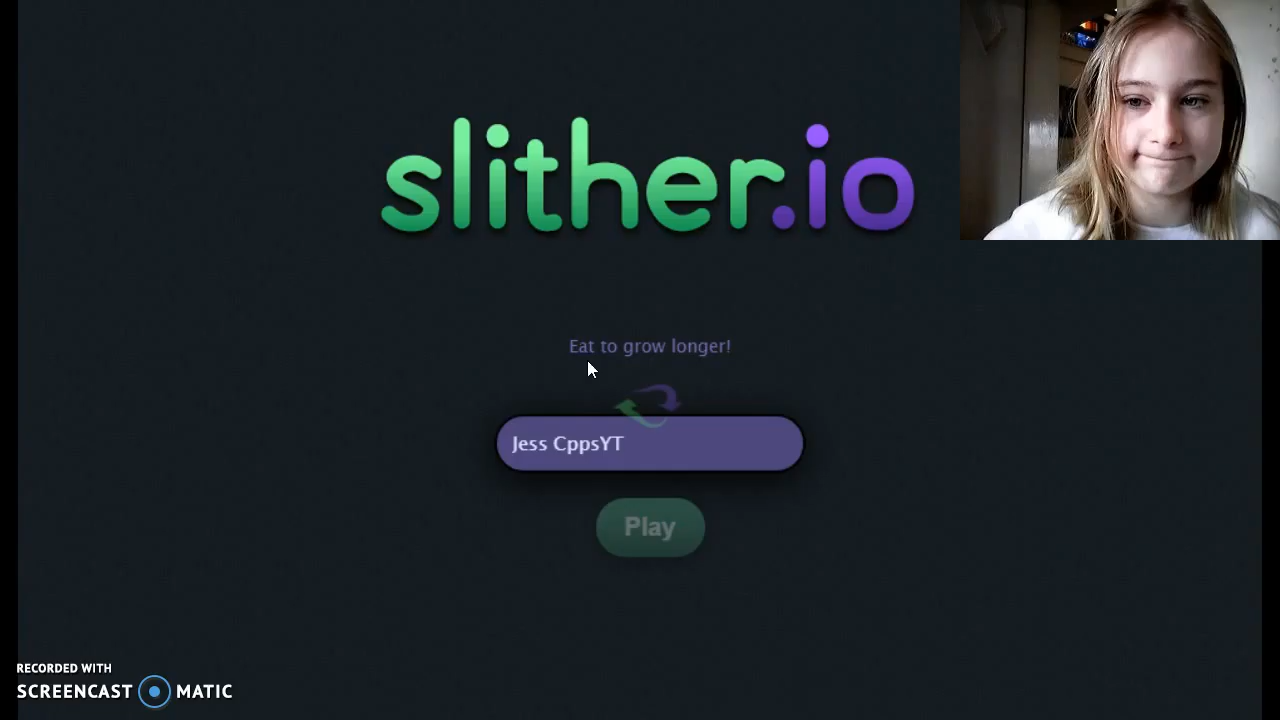 slither.io
Eat to grow longer!
Jess CppsYT
Play
RECORDED WITH
SCREENCAST MATIC